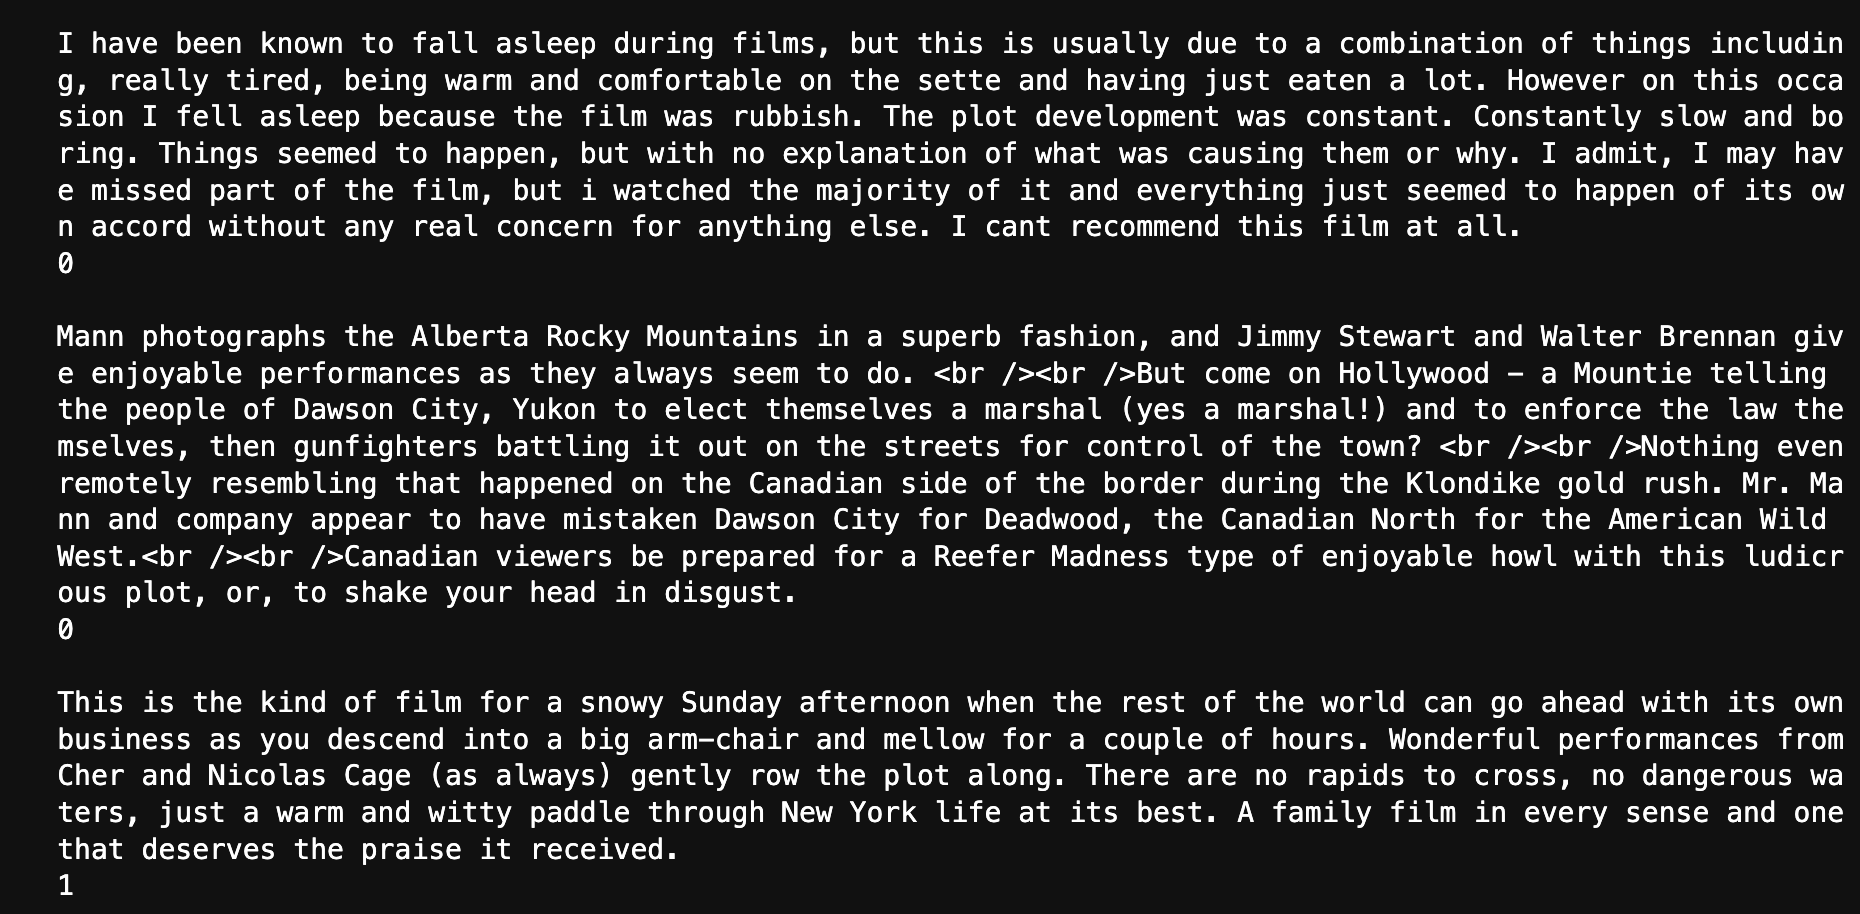 I have been known to fall asleep during films, but this is usually due to a combination of things includin
g, really tired, being warm and comfortable on the sette and having just eaten a lot. However on this occa
sion I fell asleep because the film was rubbish. The plot development was constant. Constantly slow and bo
ring. Things seemed to happen, but with no explanation of what was causing them or why. I admit, I may hav
e missed part of the film, but i watched the majority of it and everything just seemed to happen of its ow
n accord without any real concern for anything else. I cant recommend this film at all.
0

Mann photographs the Alberta Rocky Mountains in a superb fashion, and Jimmy Stewart and Walter Brennan giv
e enjoyable performances as they always seem to do. <br /><br />But come on Hollywood - a Mountie telling
the people of Dawson City, Yukon to elect themselves a marshal (yes a marshal!) and to enforce the law the
mselves, then gunfighters battling it out on the streets for control of the town? <br /><br />Nothing even
remotely resembling that happened on the Canadian side of the border during the Klondike gold rush. Mr. Ma
nn and company appear to have mistaken Dawson City for Deadwood, the Canadian North for the American Wild
West.<br /><br />Canadian viewers be prepared for a Reefer Madness type of enjoyable howl with this ludicr
ous plot, or, to shake your head in disgust.
0

This is the kind of film for a snowy Sunday afternoon when the rest of the world can go ahead with its own
business as you descend into a big arm-chair and mellow for a couple of hours. Wonderful performances from
Cher and Nicolas Cage (as always) gently row the plot along. There are no rapids to cross, no dangerous wa
ters, just a warm and witty paddle through New York life at its best. A family film in every sense and one
that deserves the praise it received.
1